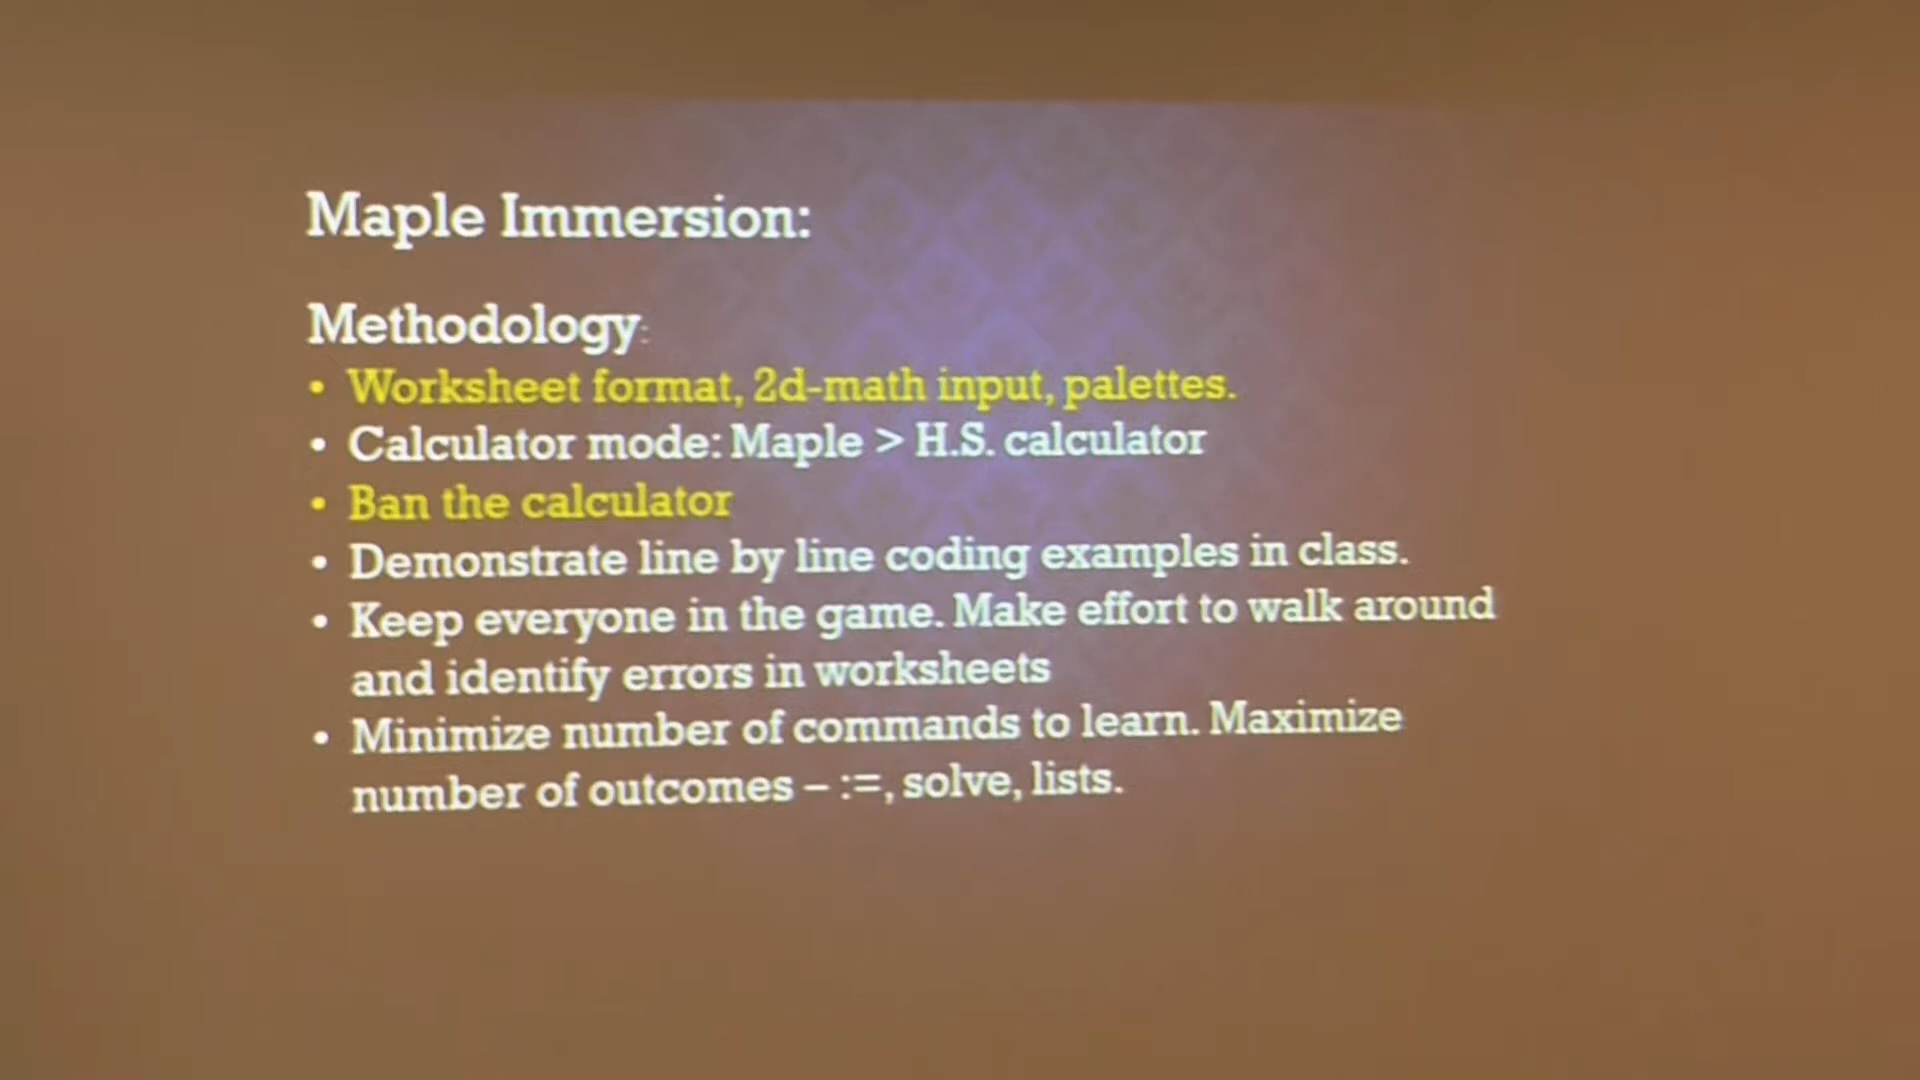 Maple Immersion:
Methodology:
• Worksheet format, 2d-math input, palettes.
• Calculator mode: Maple > H.S. calculator
• Ban the calculator
• Demonstrate line by line coding examples in class.
• Keep everyone in the game. Make effort to walk around
and identify errors in worksheets
• Minimize number of commands to learn. Maximize
number of outcomes – :=, solve, lists.